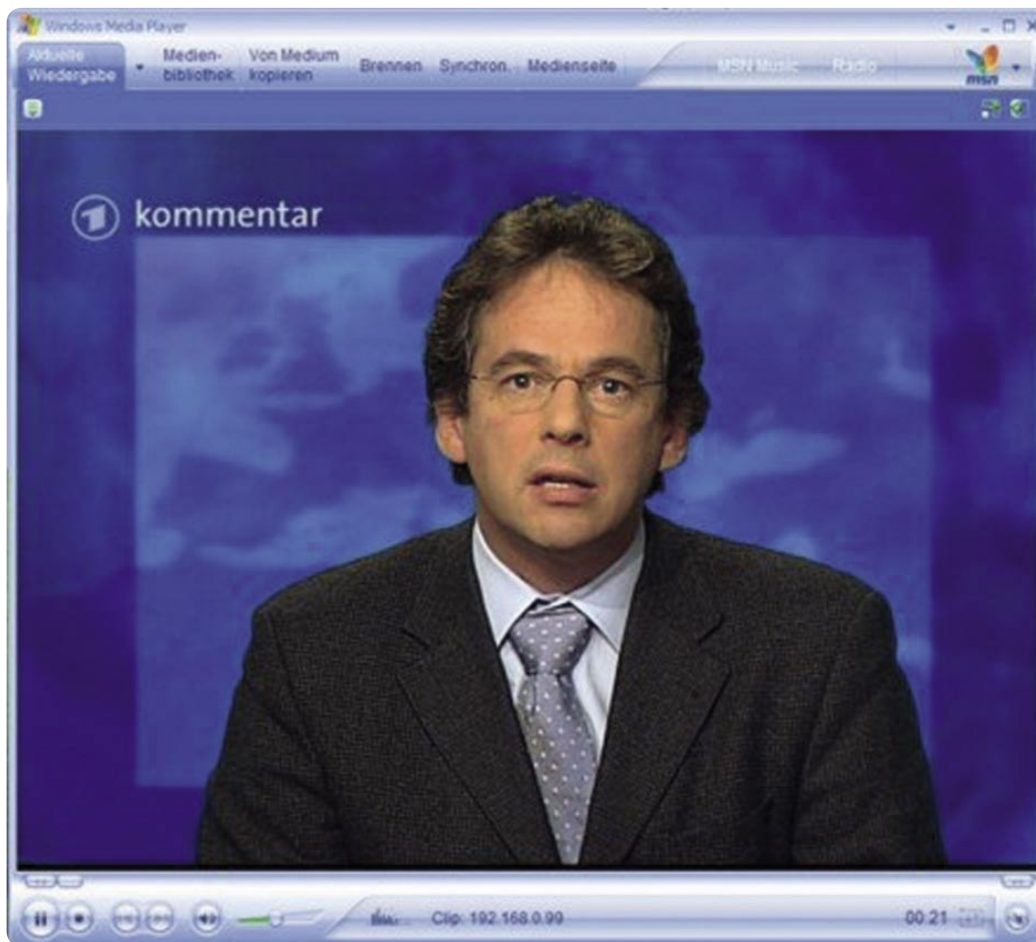 Windows Media Player
Aktuelle
Wiedergabe
Medien-
bibliothek
Von Medium
kopieren
Brennen
Synchron.
Medienseite
MSN Music
Radio
msn
1 kommentar
Clip: 192.168.0.99
00:21